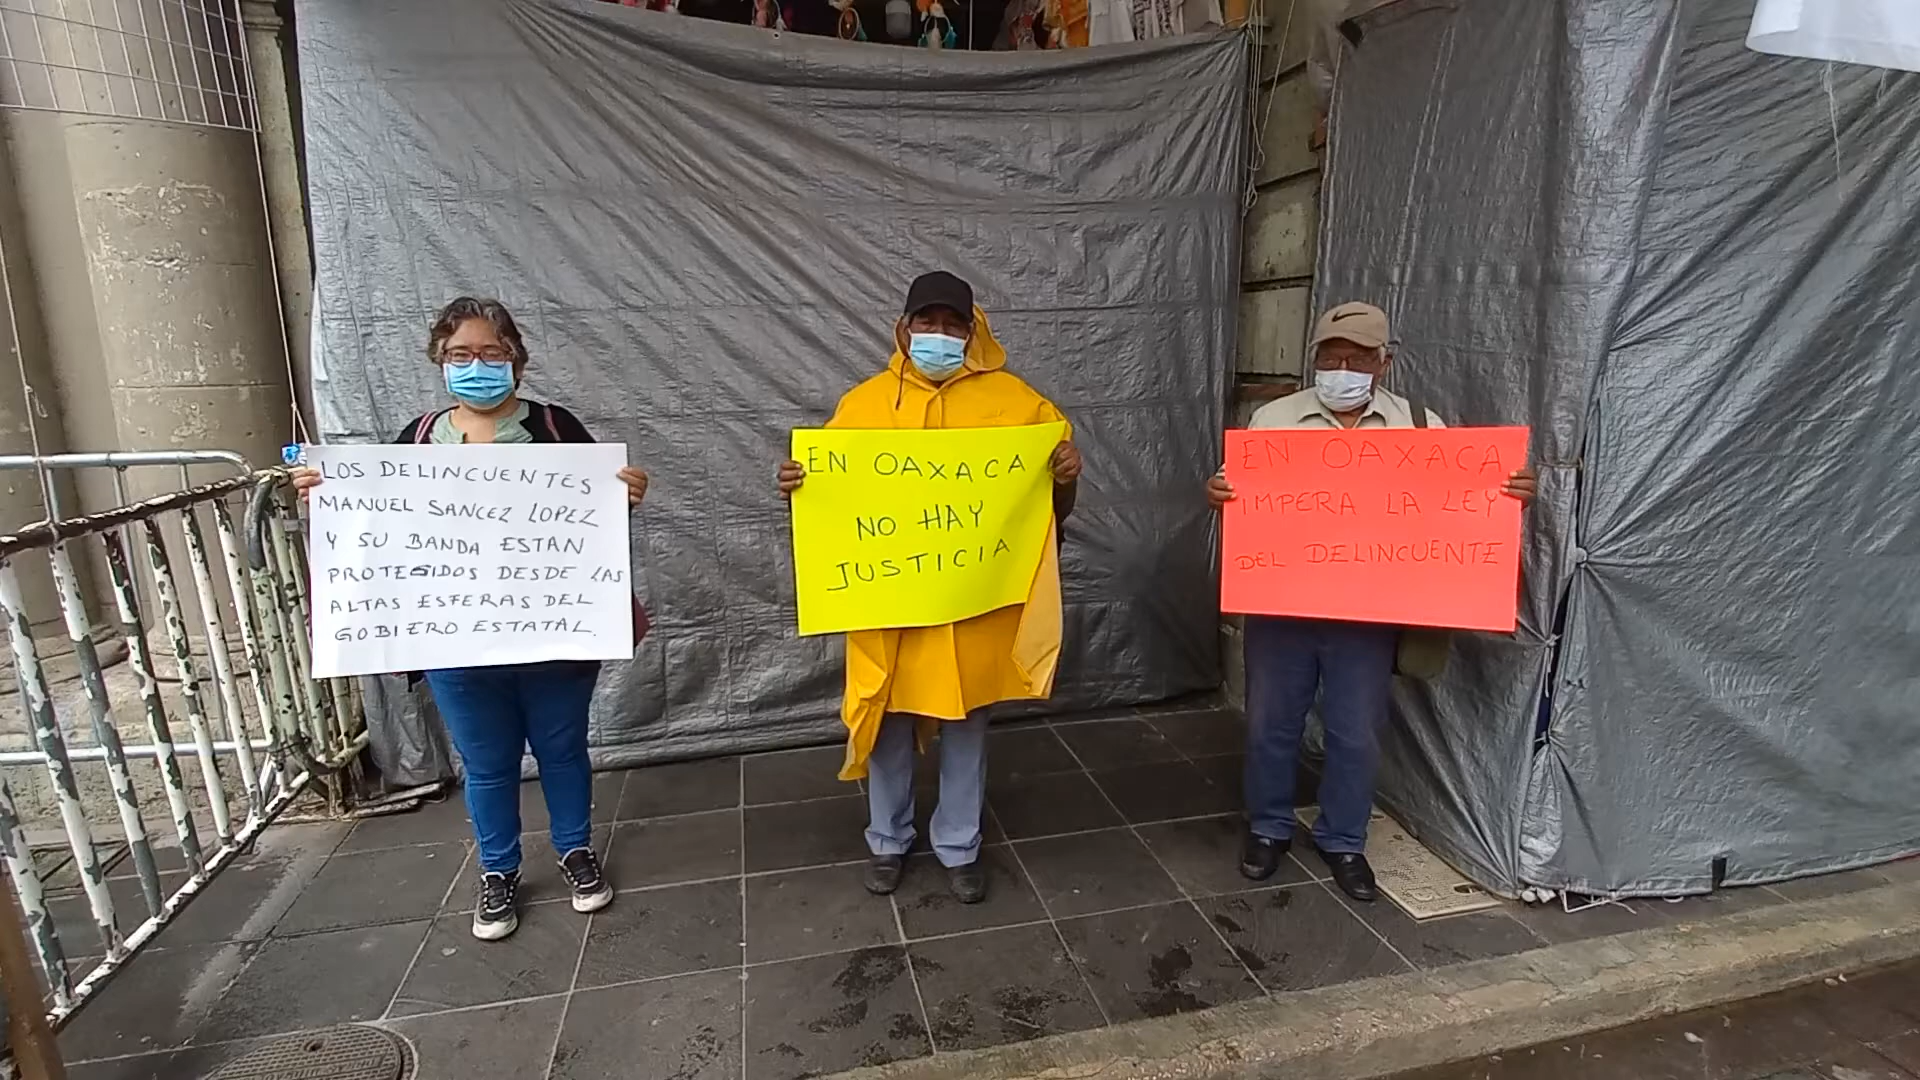 LOS DELINCUENTES
MANUEL SANCEZ LOPEZ
Y SU BANDA ESTAN
PROTEGIDOS DESDE LAS
ALTAS ESFERAS DEL
GOBIERO ESTATAL.
EN OAXACA
NO HAY
JUSTICIA
EN OAXACA
IMPERA LA LEY
DEL DELINCUENTE